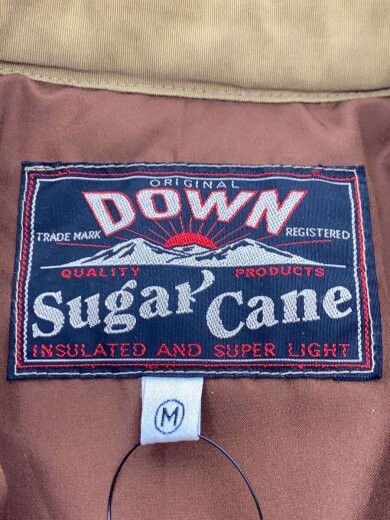 ORIGINAL
DOWN
TRADE MARK REGISTERED
QUALITY PRODUCTS
Sugar Cane
INSULATED AND SUPER LIGHT
M